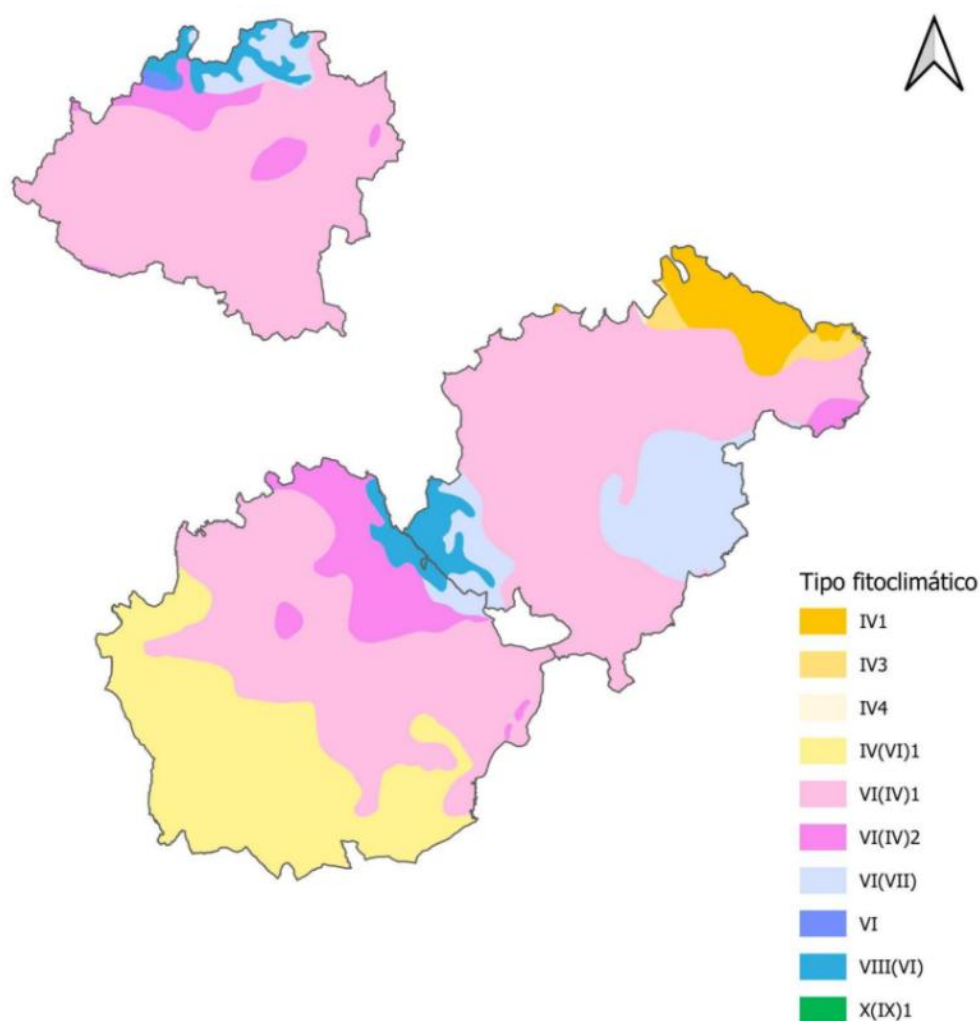 Tipo fitoclimático
IV1
IV3
IV4
IV(VI)1
VI(IV)1
VI(IV)2
VI(VII)
VI
VIII(VI)
X(IX)1